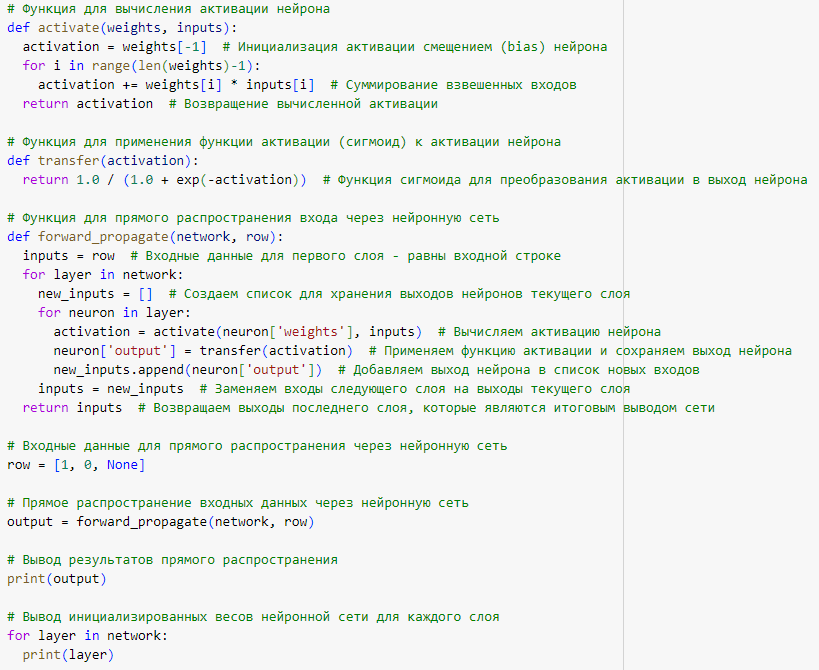 # Функция для вычисления активации нейрона
def activate(weights, inputs):
  activation = weights[-1]  # Инициализация активации смещением (bias) нейрона
  for i in range(len(weights)-1):
    activation += weights[i] * inputs[i]  # Суммирование взвешенных входов
  return activation  # Возвращение вычисленной активации

# Функция для применения функции активации (сигмоид) к активации нейрона
def transfer(activation):
  return 1.0 / (1.0 + exp(-activation))  # Функция сигмоида для преобразования активации в выход нейрона

# Функция для прямого распространения входа через нейронную сеть
def forward_propagate(network, row):
  inputs = row  # Входные данные для первого слоя - равны входной строке
  for layer in network:
    new_inputs = []  # Создаем список для хранения выходов нейронов текущего слоя
    for neuron in layer:
      activation = activate(neuron['weights'], inputs)  # Вычисляем активацию нейрона
      neuron['output'] = transfer(activation)  # Применяем функцию активации и сохраняем выход нейрона
      new_inputs.append(neuron['output'])  # Добавляем выход нейрона в список новых входов
    inputs = new_inputs  # Заменяем входы следующего слоя на выходы текущего слоя
  return inputs  # Возвращаем выходы последнего слоя, которые являются итоговым выводом сети

# Входные данные для прямого распространения через нейронную сеть
row = [1, 0, None]

# Прямое распространение входных данных через нейронную сеть
output = forward_propagate(network, row)

# Вывод результатов прямого распространения
print(output)

# Вывод инициализированных весов нейронной сети для каждого слоя
for layer in network:
  print(layer)